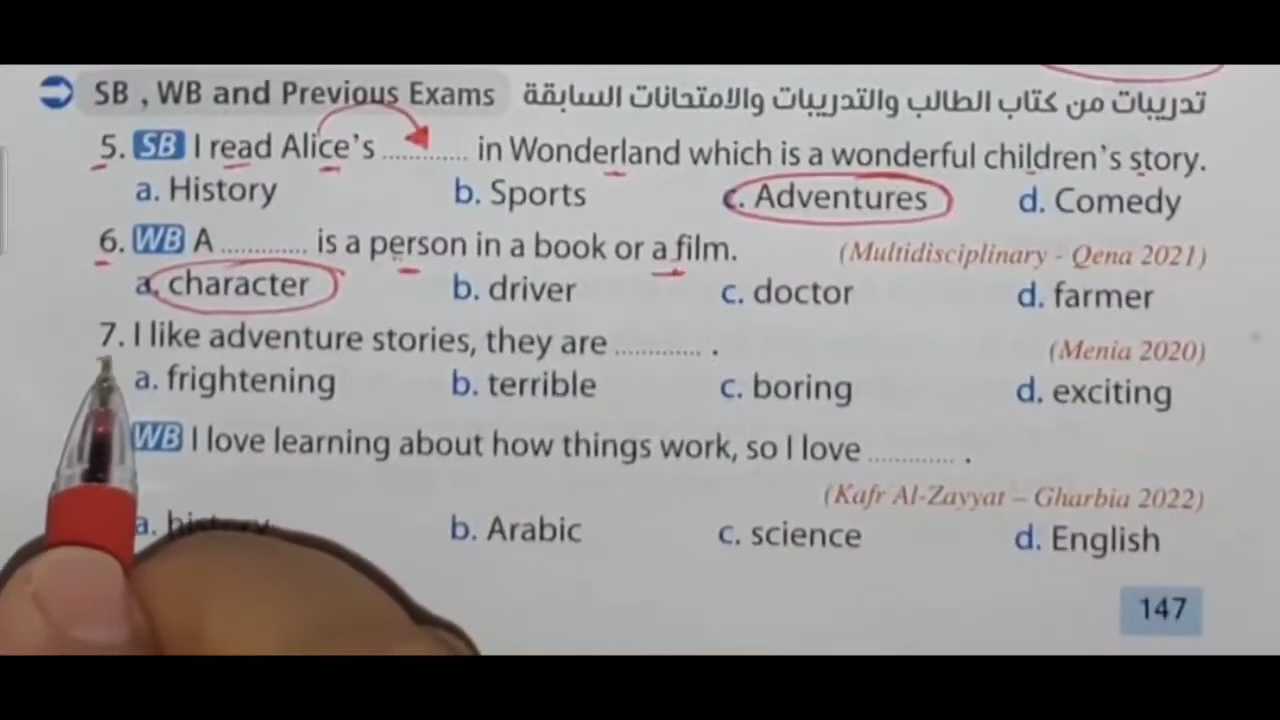 SB , WB and Previous Exams تدريبات من كتاب الطالب والتدريبات والامتحانات السابقة
5. SB I read Alice's ............ in Wonderland which is a wonderful children's story.
a. History b. Sports c. Adventures d. Comedy
6. WB A ............ is a person in a book or a film. (Multidisciplinary - Qena 2021)
a. character b. driver c. doctor d. farmer
7. I like adventure stories, they are ............ . (Menia 2020)
a. frightening b. terrible c. boring d. exciting
WB I love learning about how things work, so I love ............ .
(Kafr Al-Zayyat – Gharbia 2022)
a. history b. Arabic c. science d. English
147